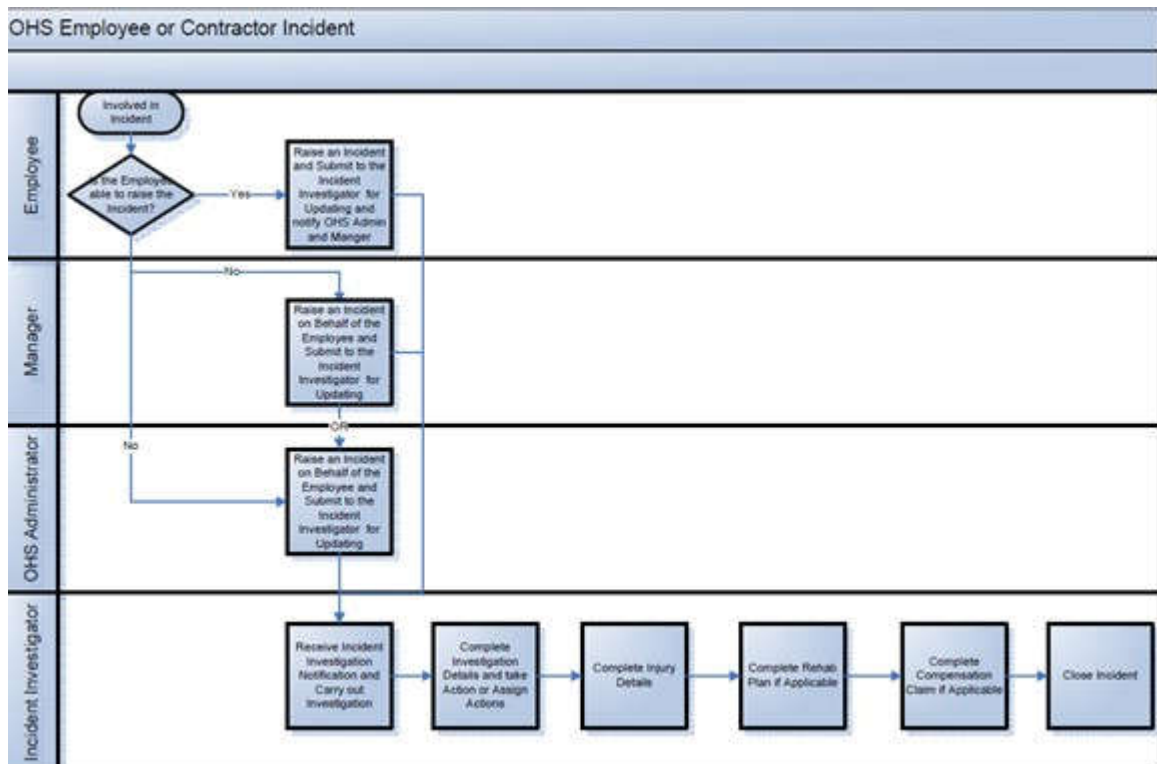 OHS Employee or Contractor Incident
Employee
Involved in
Incident
Is the Employee
able to raise the
Incident?
Yes
Raise an Incident
and Submit to the
Incident
Investigator for
Updating and
notify OHS Admin
and Manger
Manager
No
Raise an Incident
on Behalf of the
Employee and
Submit to the
Incident
Investigator for
Updating
OHS Administrator
No
OR
Raise an Incident
on Behalf of the
Employee and
Submit to the
Incident
Investigator for
Updating
Incident Investigator
Receive Incident
Investigation
Notification and
Carry out
Investigation
Complete
Investigation
Details and take
Action or Assign
Actions
Complete Injury
Details
Complete Rehab
Plan if Applicable
Complete
Compensation
Claim if Applicable
Close Incident